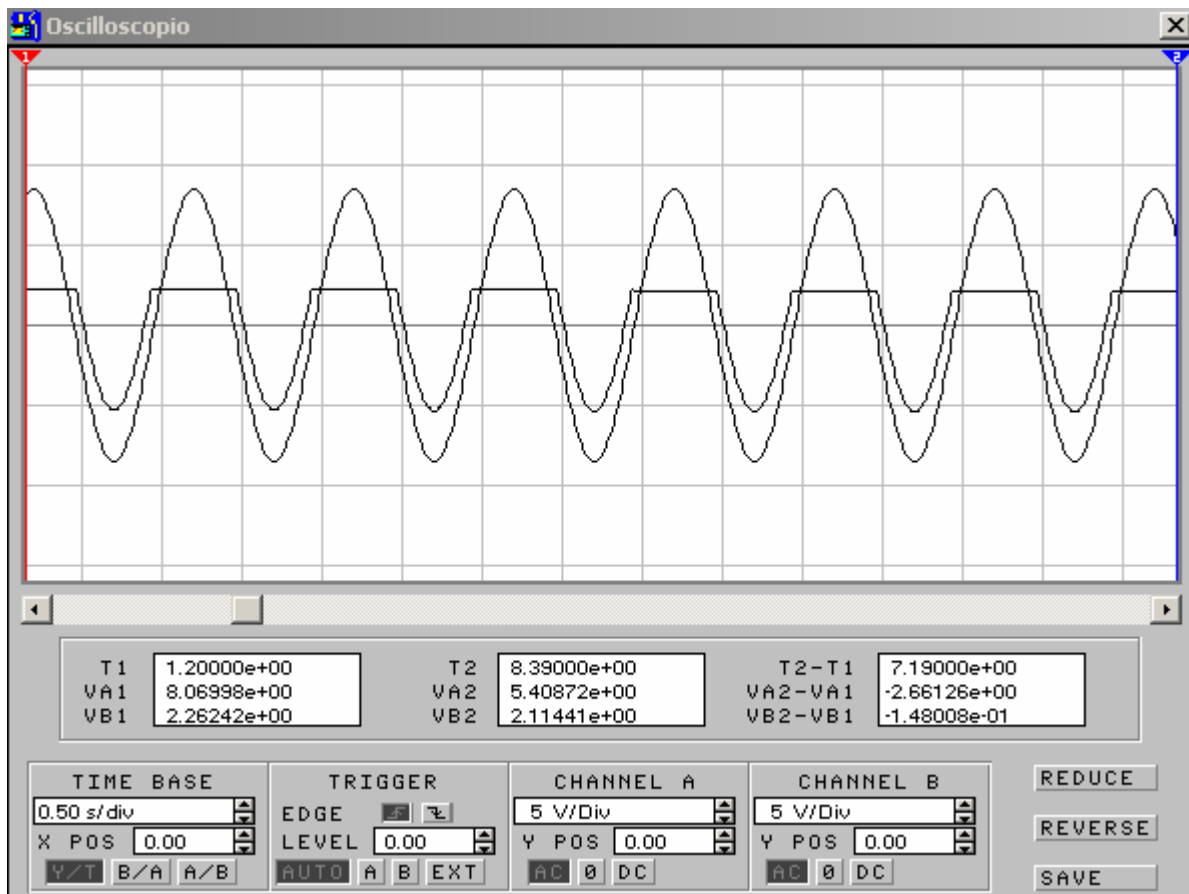 Oscilloscopio
1 2
T1 1.20000e+00 T2 8.39000e+00 T2-T1 7.19000e+00
VA1 8.06998e+00 VA2 5.40872e+00 VA2-VA1 -2.66126e+00
VB1 2.26242e+00 VB2 2.11441e+00 VB2-VB1 -1.48008e-01
TIME BASE TRIGGER CHANNEL A CHANNEL B REDUCE
0.50 s/div EDGE 5 V/Div 5 V/Div
X POS 0.00 LEVEL 0.00 Y POS 0.00 Y POS 0.00 REVERSE
Y/T B/A A/B AUTO A B EXT AC 0 DC AC 0 DC SAVE